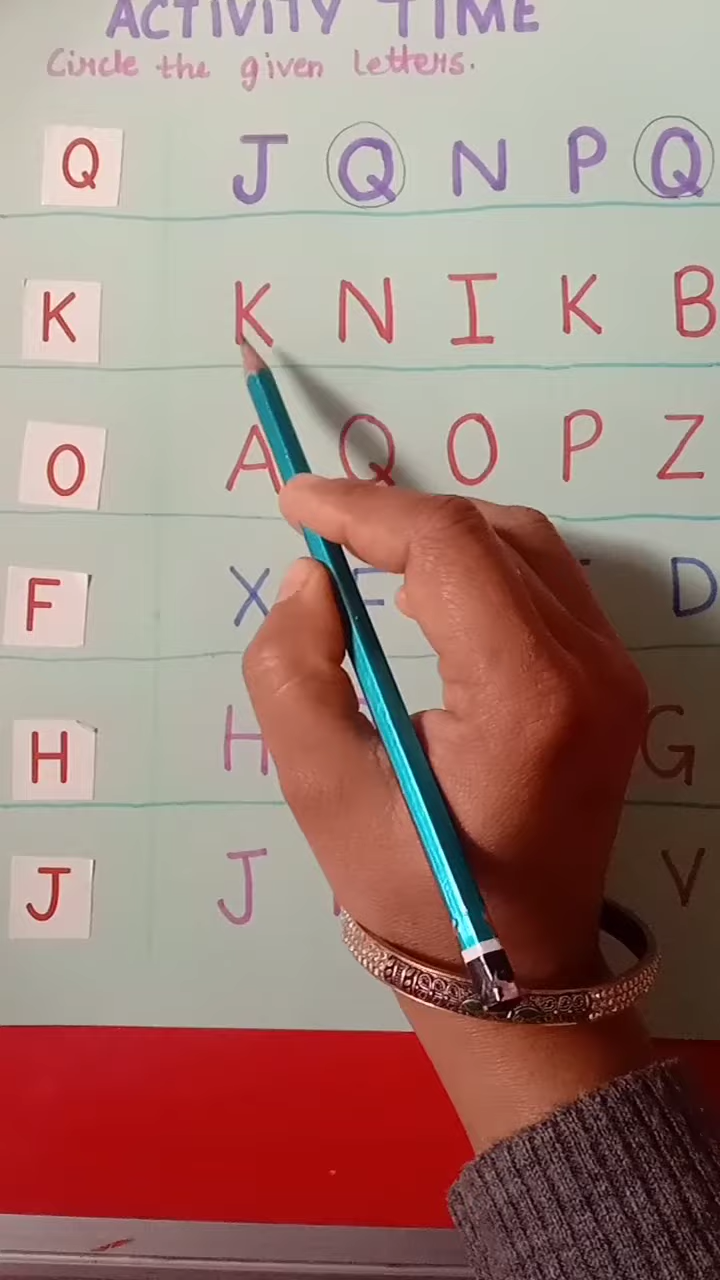 ACTIVITY TIME
Circle the given letters.
Q J Q N P Q
K K N I K B
O A Q O P Z
F X F D
H H G
J J V